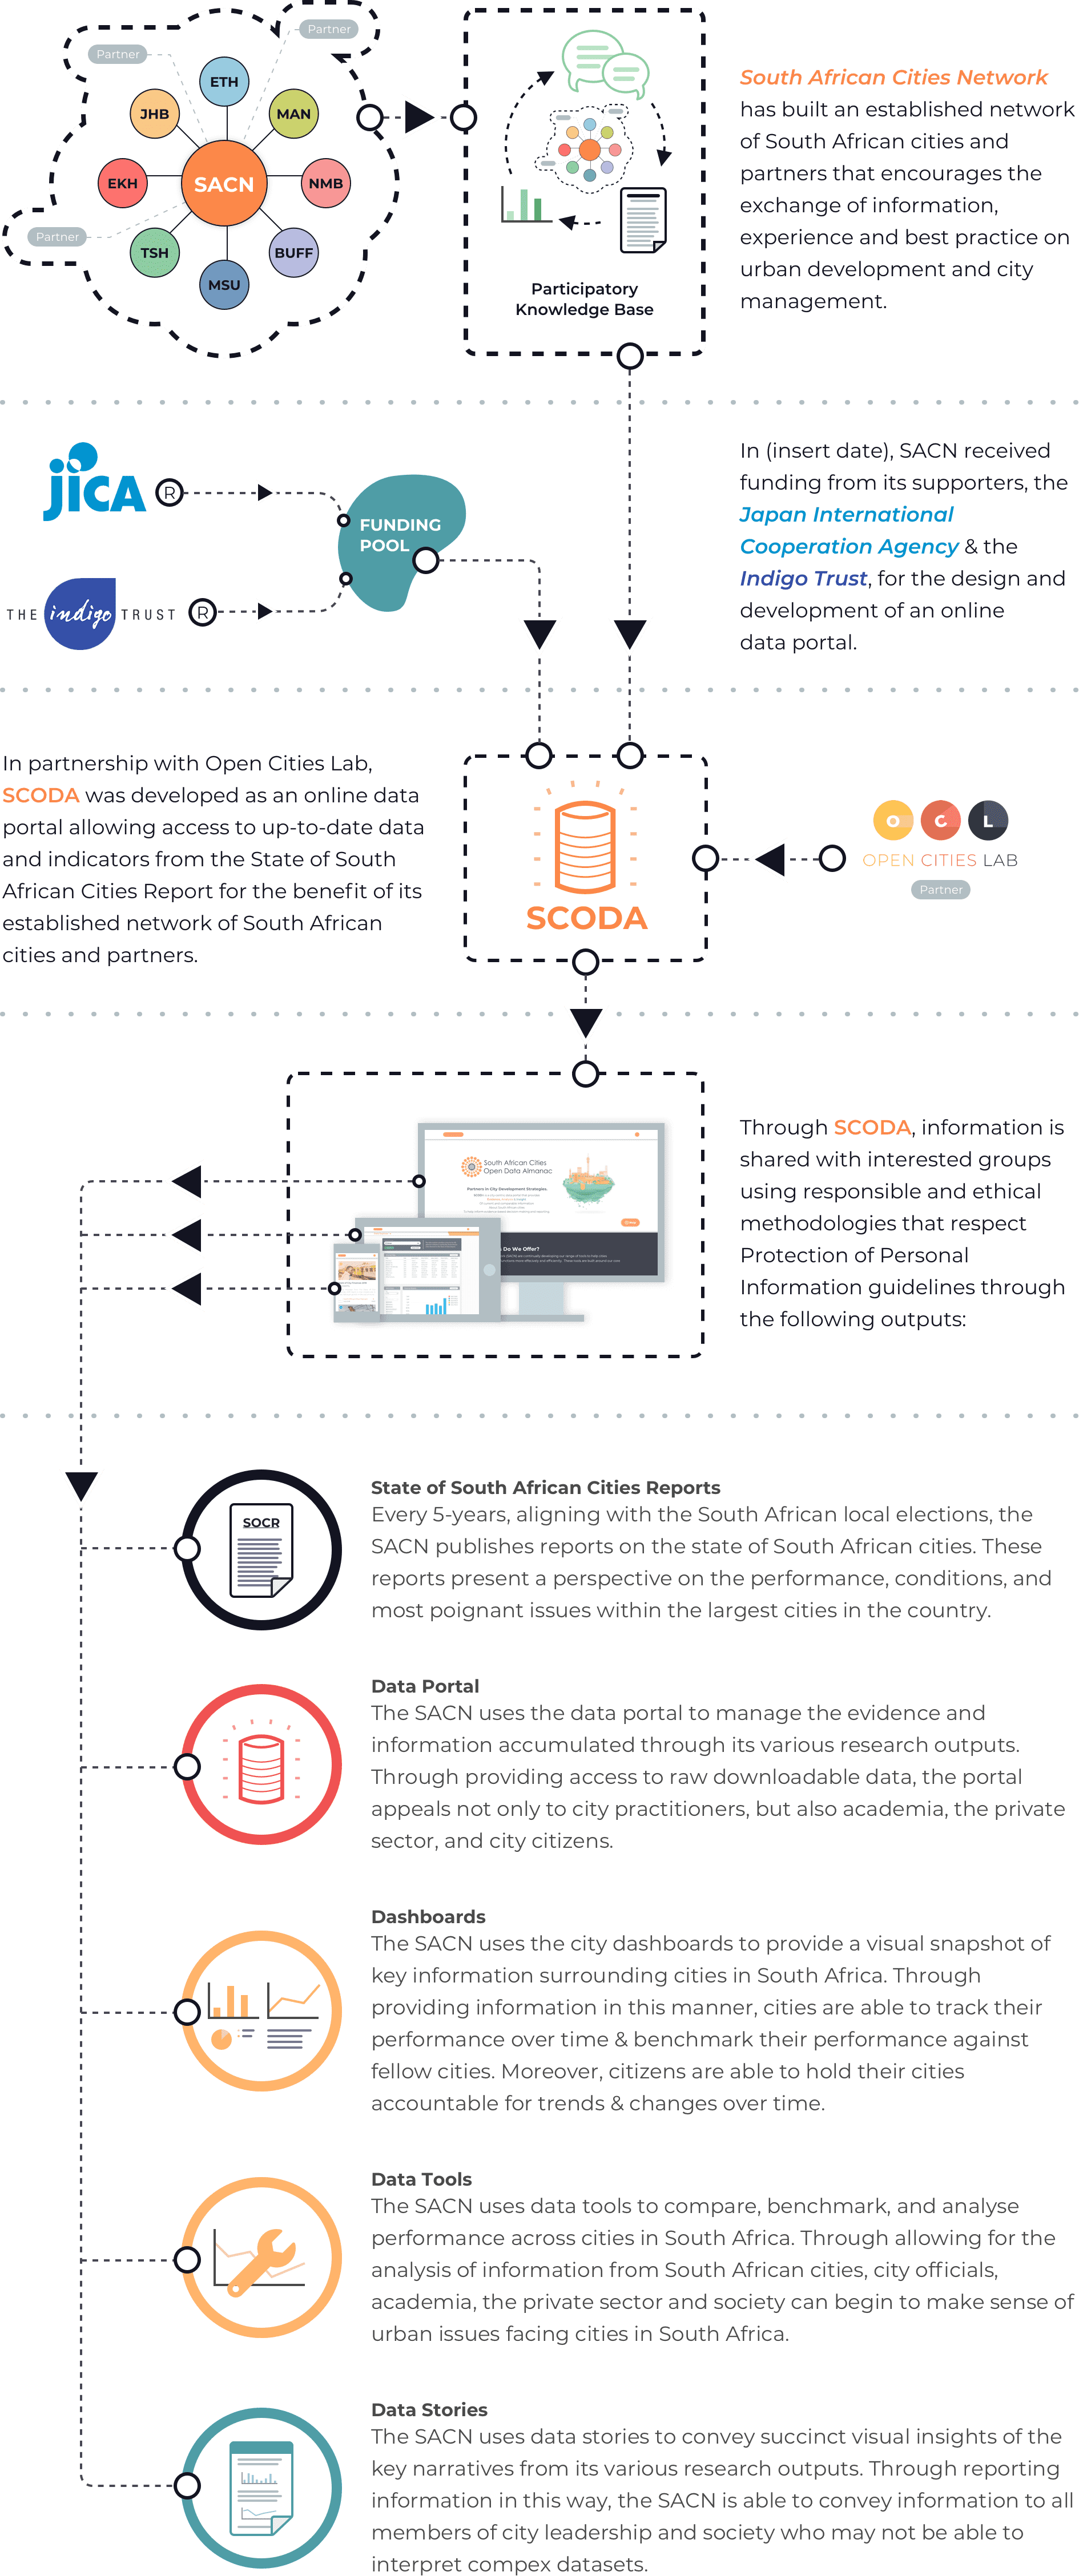 Partner
Partner
ETH
JHB
MAN
EKH
SACN
NMB
Partner
TSH
BUFF
MSU
Participatory
Knowledge Base
South African Cities Network
has built an established network
of South African cities and
partners that encourages the
exchange of information,
experience and best practice on
urban development and city
management.
JICA
R
FUNDING
POOL
THE indigo TRUST
R
In (insert date), SACN received
funding from its supporters, the
Japan International
Cooperation Agency & the
Indigo Trust, for the design and
development of an online
data portal.
In partnership with Open Cities Lab,
SCODA was developed as an online data
portal allowing access to up-to-date data
and indicators from the State of South
African Cities Report for the benefit of its
established network of South African
cities and partners.
SCODA
O C L
OPEN CITIES LAB
Partner
South African Cities
Open Data Almanac
Partners in City Development Strategies
Do We Offer?
Through SCODA, information is
shared with interested groups
using responsible and ethical
methodologies that respect
Protection of Personal
Information guidelines through
the following outputs:
SOCR
State of South African Cities Reports
Every 5-years, aligning with the South African local elections, the
SACN publishes reports on the state of South African cities. These
reports present a perspective on the performance, conditions, and
most poignant issues within the largest cities in the country.
Data Portal
The SACN uses the data portal to manage the evidence and
information accumulated through its various research outputs.
Through providing access to raw downloadable data, the portal
appeals not only to city practitioners, but also academia, the private
sector, and city citizens.
Dashboards
The SACN uses the city dashboards to provide a visual snapshot of
key information surrounding cities in South Africa. Through
providing information in this manner, cities are able to track their
performance over time & benchmark their performance against
fellow cities. Moreover, citizens are able to hold their cities
accountable for trends & changes over time.
Data Tools
The SACN uses data tools to compare, benchmark, and analyse
performance across cities in South Africa. Through allowing for the
analysis of information from South African cities, city officials,
academia, the private sector and society can begin to make sense of
urban issues facing cities in South Africa.
Data Stories
The SACN uses data stories to convey succinct visual insights of the
key narratives from its various research outputs. Through reporting
information in this way, the SACN is able to convey information to all
members of city leadership and society who may not be able to
interpret compex datasets.